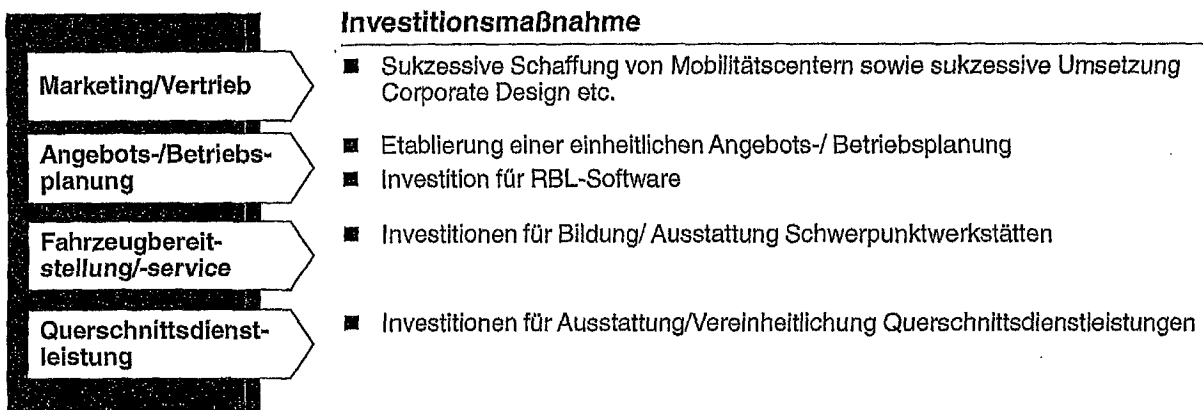 Investitionsmaßnahme
Marketing/Vertrieb
■ Sukzessive Schaffung von Mobilitätscentern sowie sukzessive Umsetzung
Corporate Design etc.
Angebots-/Betriebs-
planung
■ Etablierung einer einheitlichen Angebots-/ Betriebsplanung
■ Investition für RBL-Software
Fahrzeugbereit-
stellung/-service
■ Investitionen für Bildung/ Ausstattung Schwerpunktwerkstätten
Querschnittsdienst-
leistung
■ Investitionen für Ausstattung/Vereinheitlichung Querschnittsdienstleistungen